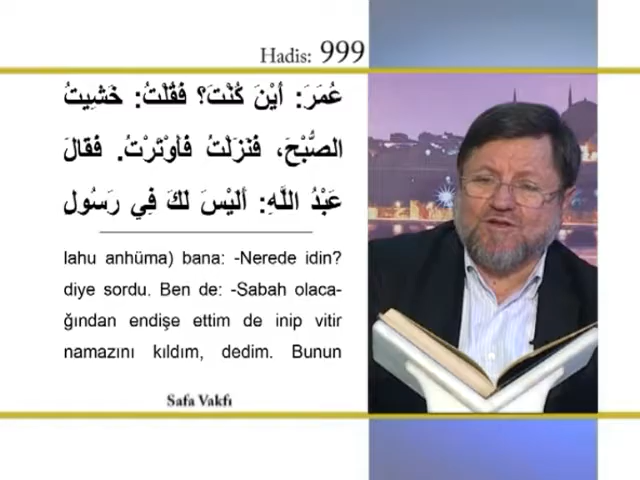 Hadis: 999
عُمَرَ: أَيْنَ كُنْتَ؟ فَقُلْتُ: خَشِيتُ
الصُّبْحَ، فَنَزَلْتُ فَأَوْتَرْتُ. فَقَالَ
عَبْدُ اللَّهِ: أَلَيْسَ لَكَ فِي رَسُولِ
lahu anhüma) bana: -Nerede idin?
diye sordu. Ben de: -Sabah olaca-
ğından endişe ettim de inip vitir
namazını kıldım, dedim. Bunun
Safa Vakfı